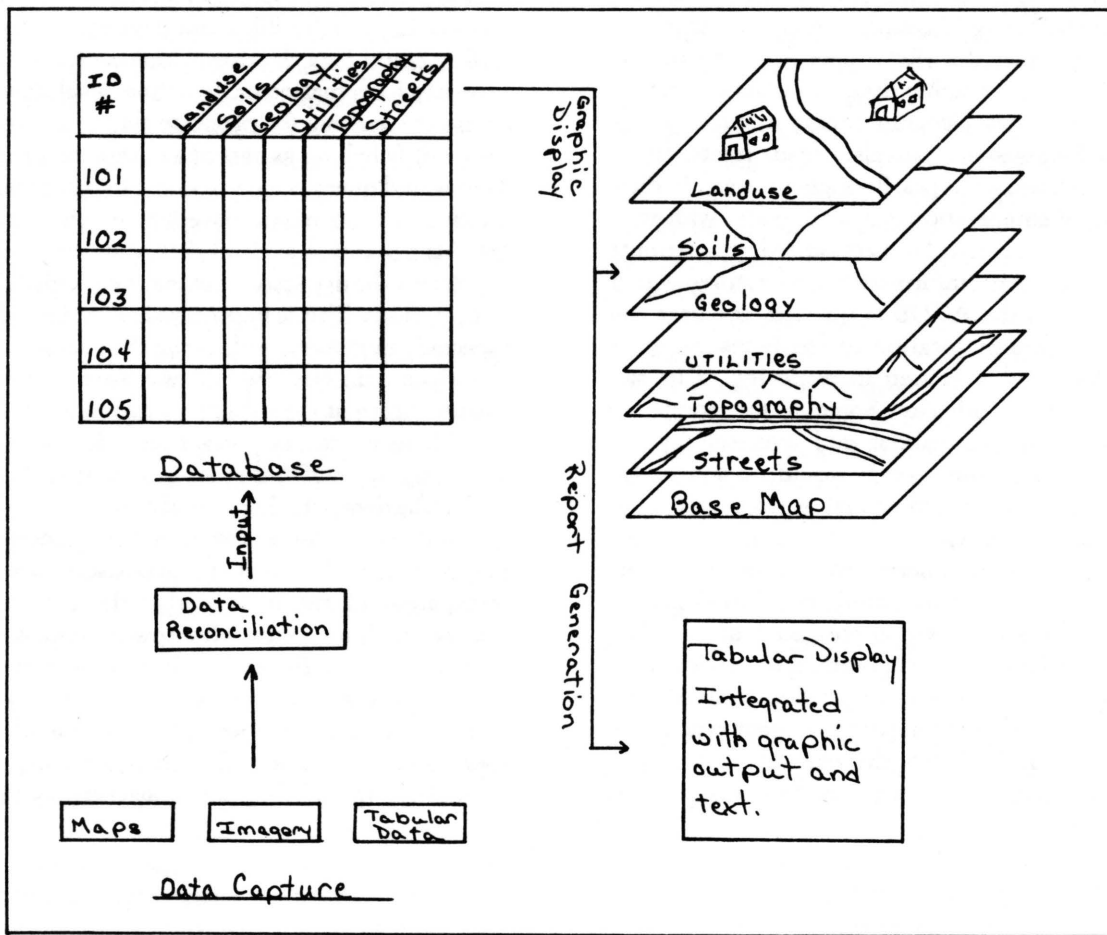 ID
#
Landuse
Soils
Geology
Utilities
Topography
Streets
101
102
103
104
105
Database
Input
Data
Reconciliation
Maps
Imagery
Tabular
Data
Data Capture
Graphic
Display
Report Generation
Landuse
Soils
Geology
UTILITIES
Topography
Streets
Base Map
Tabular Display
Integrated
with graphic
output and
text.